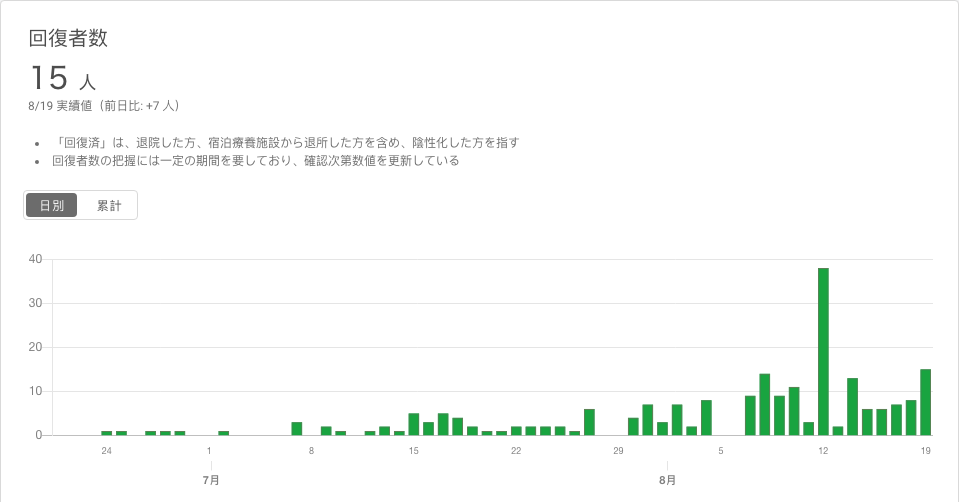 回復者数
15 人
8/19 実績値（前日比: +7 人）
• 「回復済」は、退院した方、宿泊療養施設から退所した方を含め、陰性化した方を指す
• 回復者数の把握には一定の期間を要しており、確認次第数値を更新している
日別 累計
40
30
20
10
0
24 1 8 15 22 29 5 12 19
7月 8月